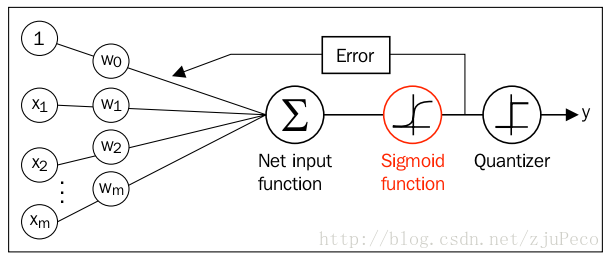 1
w0
Error
x1
w1
Σ
y
x2
w2
Net input
function
Sigmoid
function
Quantizer
⋮
wm
xm
http://blog.csdn.net/zjuPeco